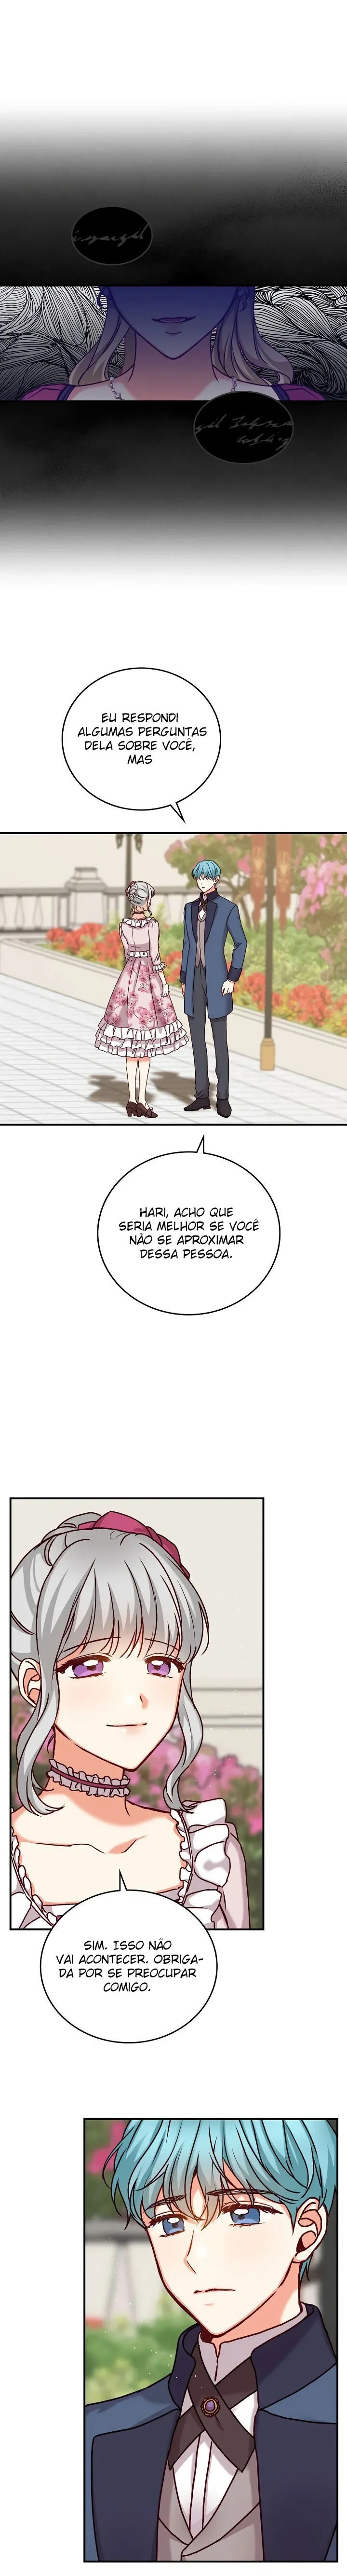 EU RESPONDI
ALGUMAS PERGUNTAS
DELA SOBRE VOCÊ,
MAS
HARI, ACHO QUE
SERIA MELHOR SE VOCÊ
NÃO SE APROXIMAR
DESSA PESSOA.
SIM. ISSO NÃO
VAI ACONTECER. OBRIGA-
DA POR SE PREOCUPAR
COMIGO.